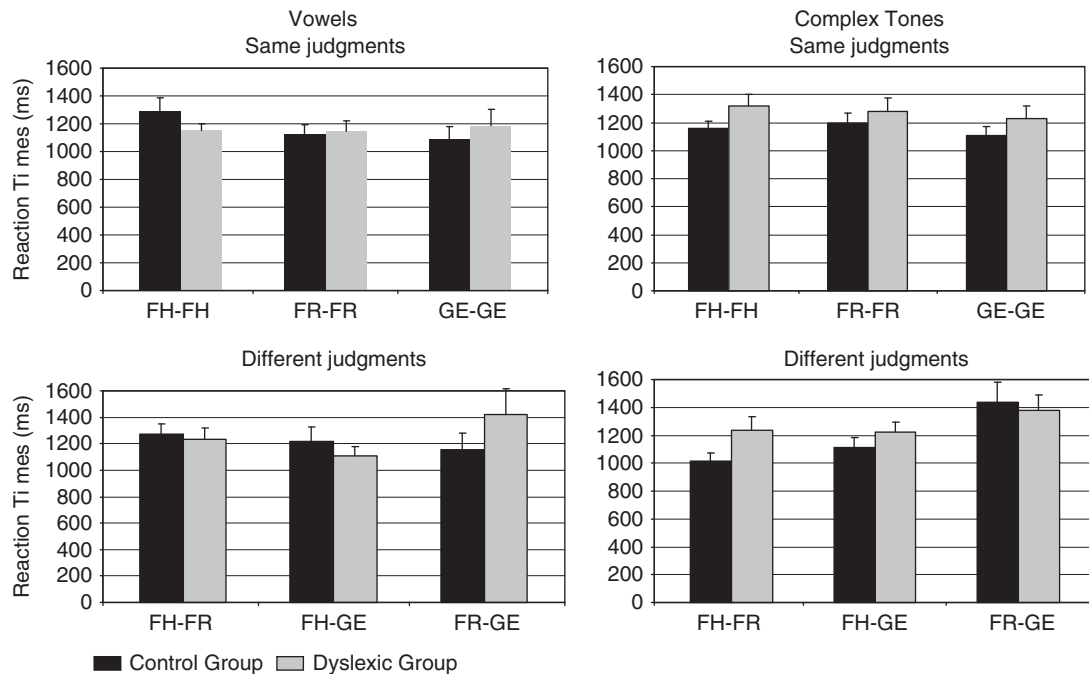 Vowels
Same judgments
1600
1400
1200
1000
800
600
400
200
0
Reaction Ti mes (ms)
FH-FH FR-FR GE-GE
Complex Tones
Same judgments
1600
1400
1200
1000
800
600
400
200
0
FH-FH FR-FR GE-GE
Different judgments
1600
1400
1200
1000
800
600
400
200
0
Reaction Ti mes (ms)
FH-FR FH-GE FR-GE
Different judgments
1600
1400
1200
1000
800
600
400
200
0
FH-FR FH-GE FR-GE
Control Group Dyslexic Group